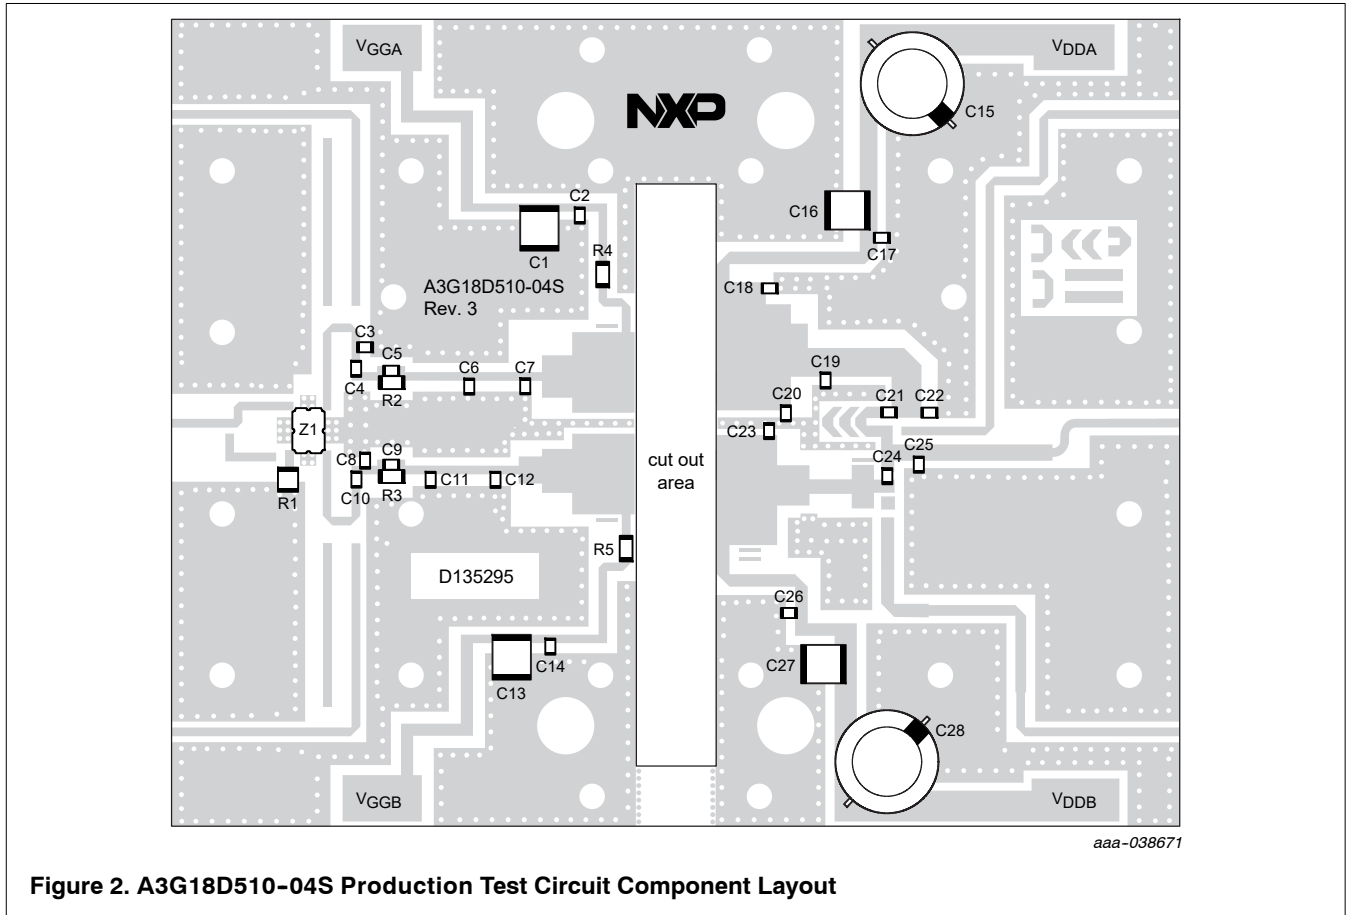 VGGA
VDDA
NXP
C15
C2
C16
C1
R4
C17
A3G18D510-04S
Rev. 3
C18
C3
C5
C4
C6
C7
C19
R2
C20
C21
C22
Z1
C23
C8
C9
cut out
area
C25
C24
R1
C10
R3
C11
C12
R5
D135295
C26
C14
C27
C13
C28
VGGB
VDDB
aaa-038671
Figure 2. A3G18D510-04S Production Test Circuit Component Layout